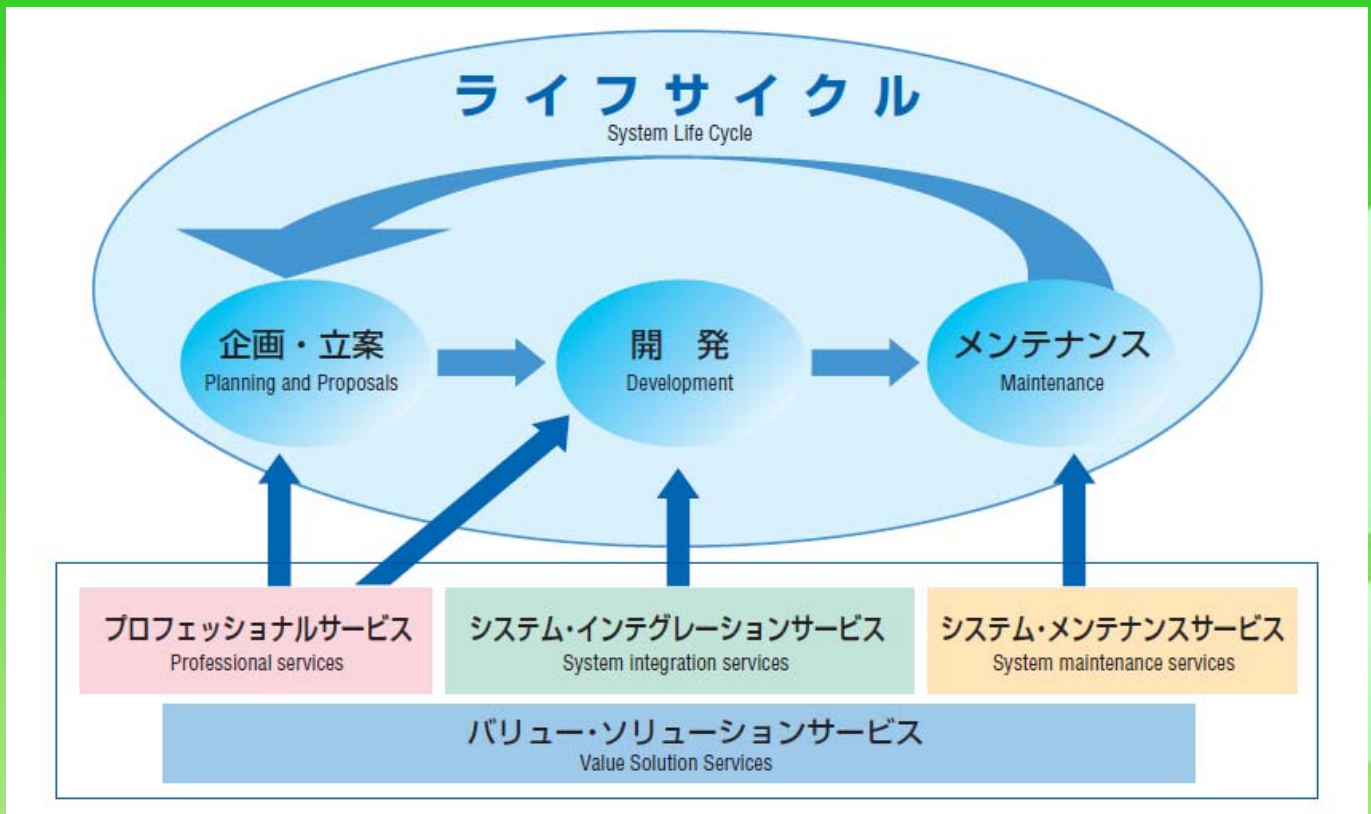 ライフサイクル
System Life Cycle
企画・立案
Planning and Proposals
開 発
Development
メンテナンス
Maintenance
プロフェッショナルサービス
Professional services
システム・インテグレーションサービス
System integration services
システム・メンテナンスサービス
System maintenance services
バリュー・ソリューションサービス
Value Solution Services